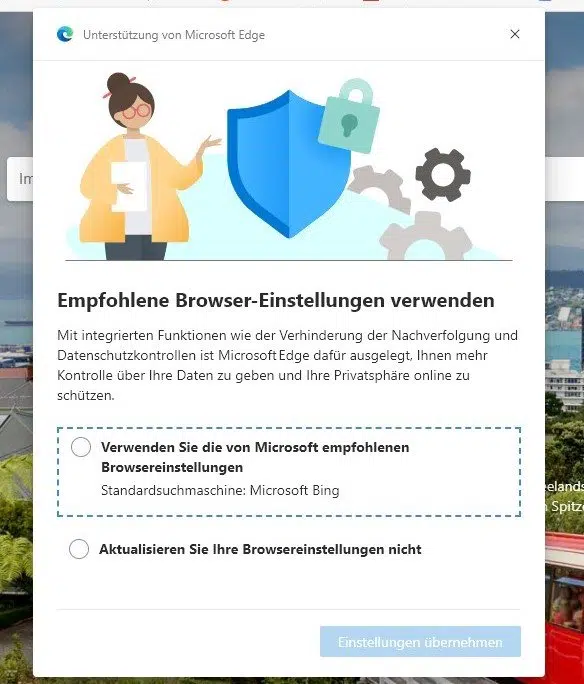 Unterstützung von Microsoft Edge
Im
Empfohlene Browser-Einstellungen verwenden
Mit integrierten Funktionen wie der Verhinderung der Nachverfolgung und
Datenschutzkontrollen ist Microsoft Edge dafür ausgelegt, Ihnen mehr
Kontrolle über Ihre Daten zu geben und Ihre Privatsphäre online zu
schützen.
Verwenden Sie die von Microsoft empfohlenen
Browsereinstellungen
Standardsuchmaschine: Microsoft Bing
eelands
Spitze
Aktualisieren Sie Ihre Browsereinstellungen nicht
Einstellungen übernehmen